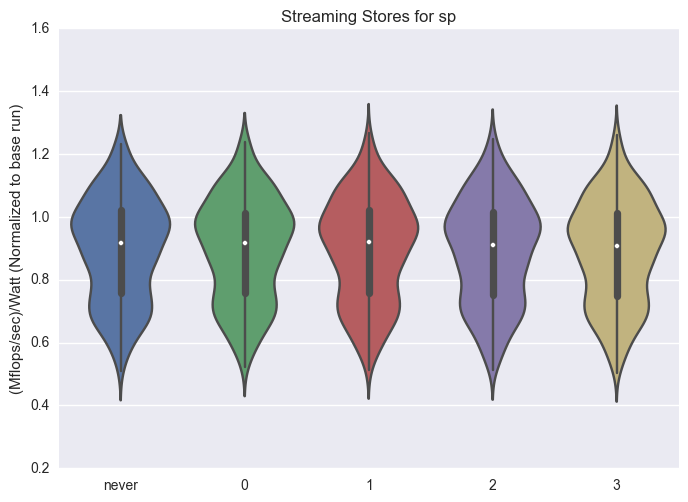 Streaming Stores for sp
(Mflops/sec)/Watt (Normalized to base run)
1.6
1.4
1.2
1.0
0.8
0.6
0.4
0.2
never 0 1 2 3